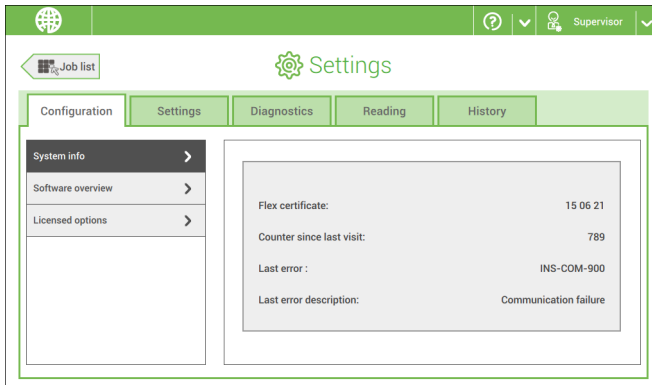 ?
Supervisor
Job list
Settings
Configuration
Settings
Diagnostics
Reading
History
System info
Software overview
Licensed options
Flex certificate: 15 06 21
Counter since last visit: 789
Last error : INS-COM-900
Last error description: Communication failure